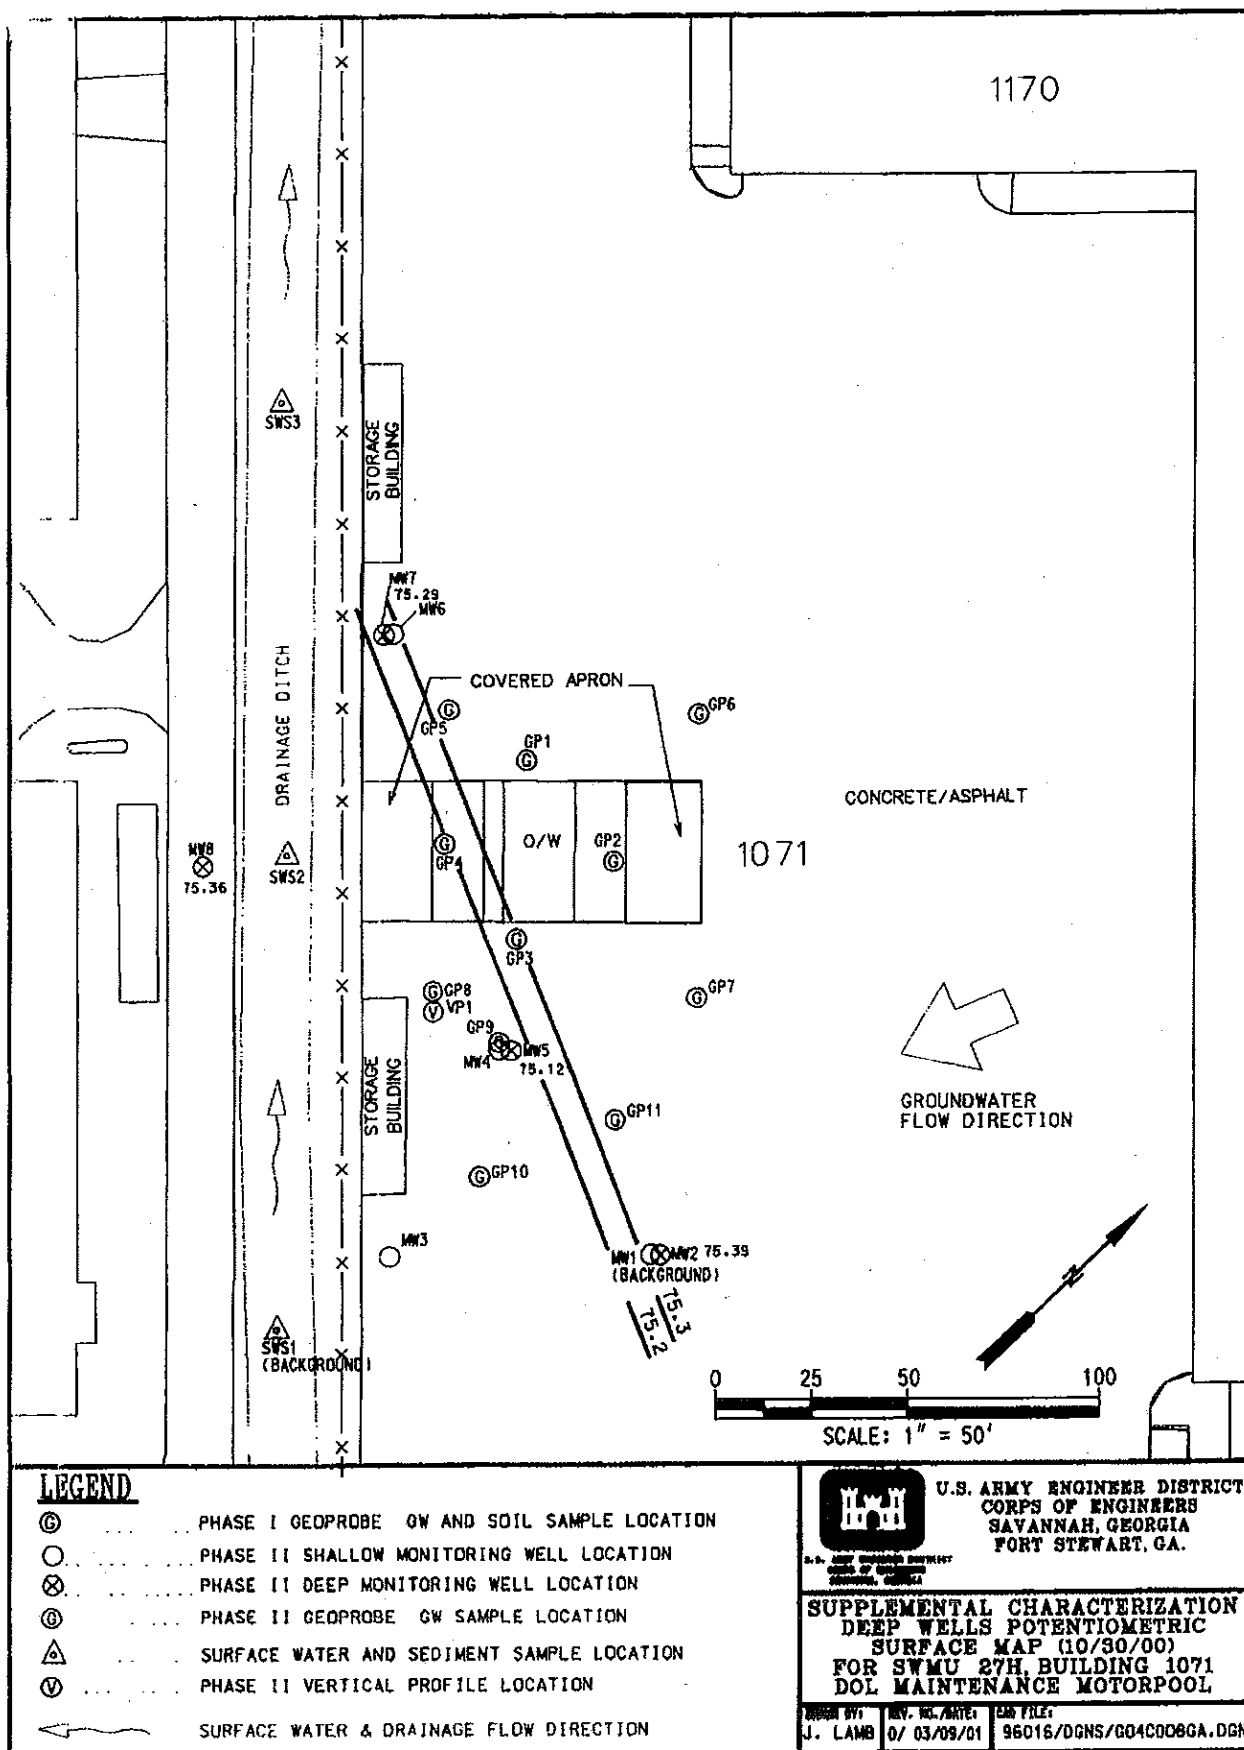 1170
SWS3
STORAGE
BUILDING
MW7
75.29
MW6
DRAINAGE DITCH
COVERED APRON
GP5
GP6
GP1
CONCRETE/ASPHALT
O/W
GP2
1071
GP
MW8
75.36
SWS2
GP3
GP8
VP1
GP7
GP9
MW4
MW5
75.12
STORAGE
BUILDING
GROUNDWATER
FLOW DIRECTION
GP11
GP10
MW3
MW1
MW2 75.39
(BACKGROUND)
75.3
75.2
N
SWS1
(BACKGROUND)
0 25 50 100
SCALE: 1" = 50'
LEGEND
G .... .. PHASE I GEOPROBE GW AND SOIL SAMPLE LOCATION
PHASE II SHALLOW MONITORING WELL LOCATION
PHASE II DEEP MONITORING WELL LOCATION
G PHASE II GEOPROBE GW SAMPLE LOCATION
SURFACE WATER AND SEDIMENT SAMPLE LOCATION
V PHASE II VERTICAL PROFILE LOCATION
SURFACE WATER & DRAINAGE FLOW DIRECTION
U.S. ARMY ENGINEER DISTRICT
CORPS OF ENGINEERS
SAVANNAH, GEORGIA
FORT STEWART, GA.
SUPPLEMENTAL CHARACTERIZATION
DEEP WELLS POTENTIOMETRIC
SURFACE MAP (10/30/00)
FOR SWMU 27H, BUILDING 1071
DOL MAINTENANCE MOTORPOOL
J. LAMB
REV. NO./DATE:
0/ 03/09/01
CAD FILE:
96016/DGNS/G04C008GA.DGN